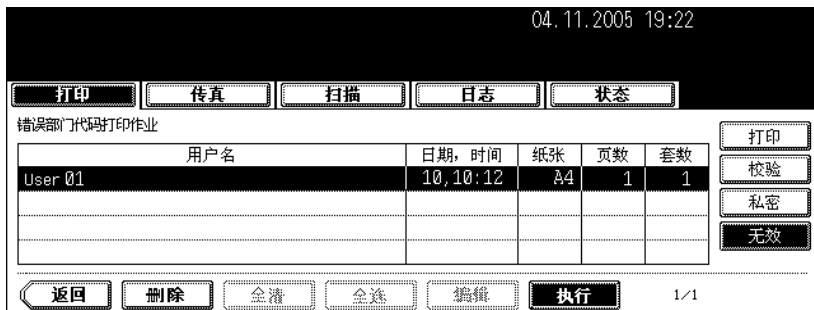 04.11.2005 19:22
打印 传真 扫描 日志 状态
错误部门代码打印作业
打印
用户名 日期，时间 纸张 页数 套数
校验
User 01 10,10:12 A4 1 1
私密
无效
返回 删除 全清 全选 编辑 执行 1/1